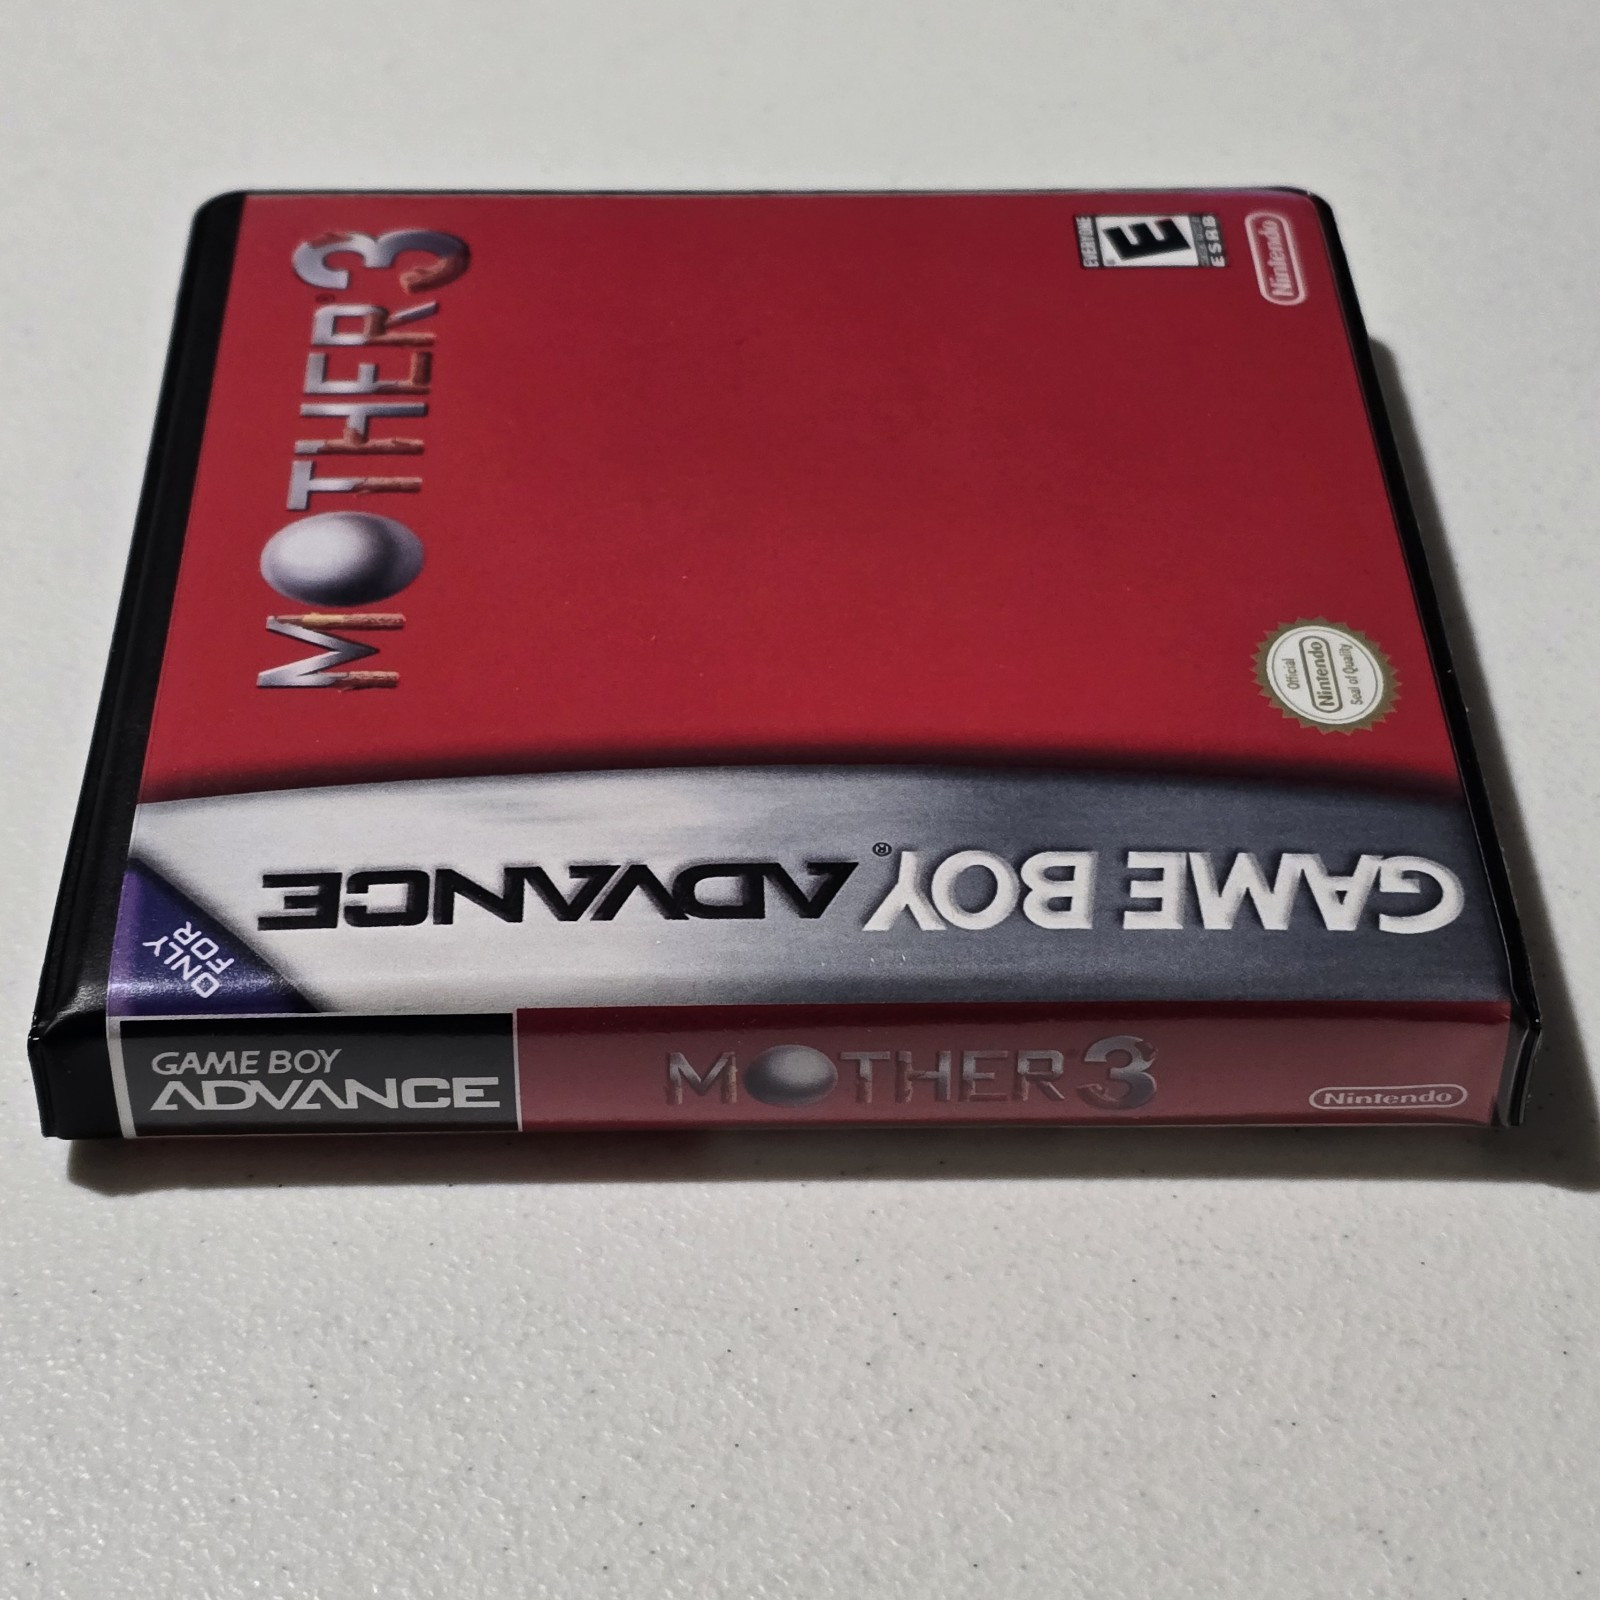 MOTHER 3
EVERYONE
E
ESRB
Nintendo
Official
Nintendo
Seal of Quality
GAME BOY ADVANCE
ONLY
FOR
GAME BOY
ADVANCE
MOTHER 3
Nintendo